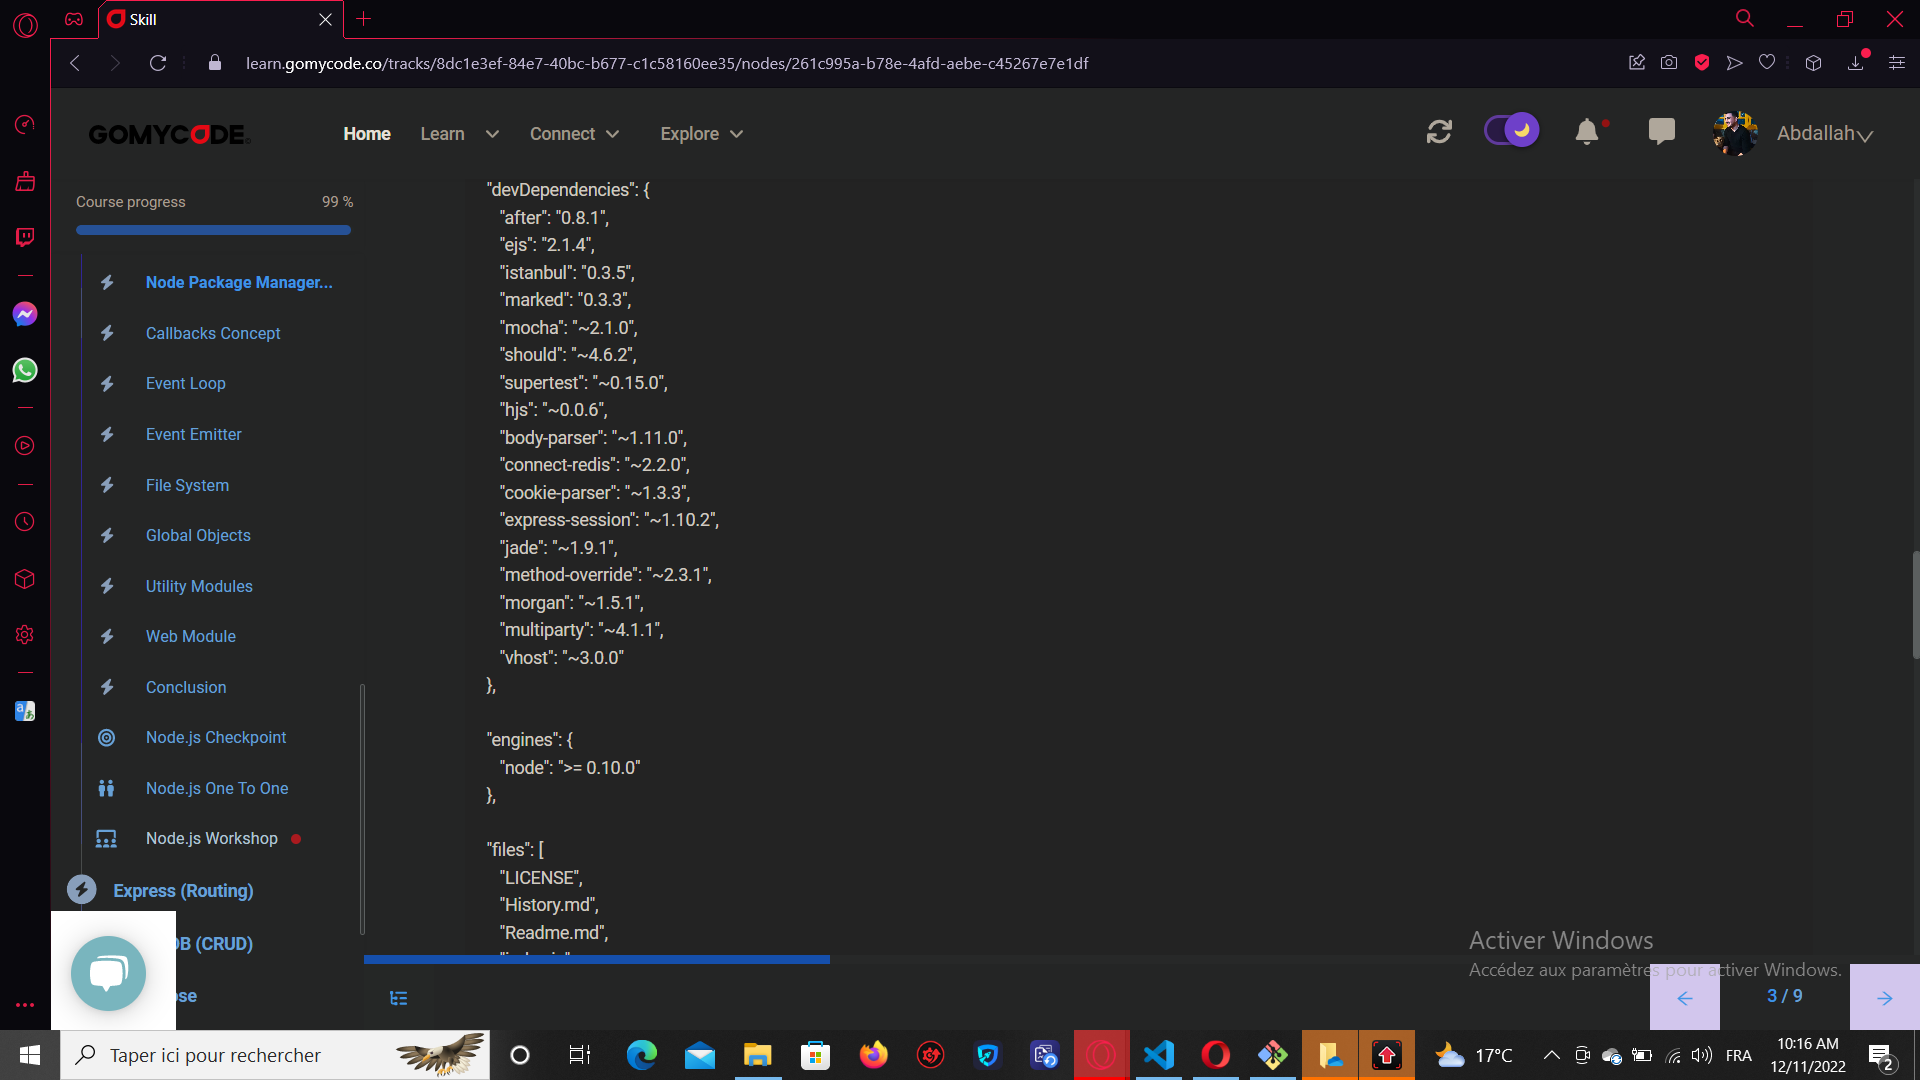 Skill
learn.gomycode.co/tracks/8dc1e3ef-84e7-40bc-b677-c1c58160ee35/nodes/261c995a-b78e-4afd-aebe-c45267e7e1df
GOMYCODE
Home
Learn
Connect
Explore
Abdallah
Course progress
99 %
Node Package Manager...
Callbacks Concept
Event Loop
Event Emitter
File System
Global Objects
Utility Modules
Web Module
Conclusion
Node.js Checkpoint
Node.js One To One
Node.js Workshop
Express (Routing)
DB (CRUD)
ose
"devDependencies": {
"after": "0.8.1",
"ejs": "2.1.4",
"istanbul": "0.3.5",
"marked": "0.3.3",
"mocha": "~2.1.0",
"should": "~4.6.2",
"supertest": "~0.15.0",
"hjs": "~0.0.6",
"body-parser": "~1.11.0",
"connect-redis": "~2.2.0",
"cookie-parser": "~1.3.3",
"express-session": "~1.10.2",
"jade": "~1.9.1",
"method-override": "~2.3.1",
"morgan": "~1.5.1",
"multiparty": "~4.1.1",
"vhost": "~3.0.0"
},
"engines": {
"node": ">= 0.10.0"
},
"files": [
"LICENSE",
"History.md",
"Readme.md",
Activer Windows
Accédez aux paramètres pour activer Windows.
3 / 9
Taper ici pour rechercher
17°C
FRA
10:16 AM
12/11/2022
2